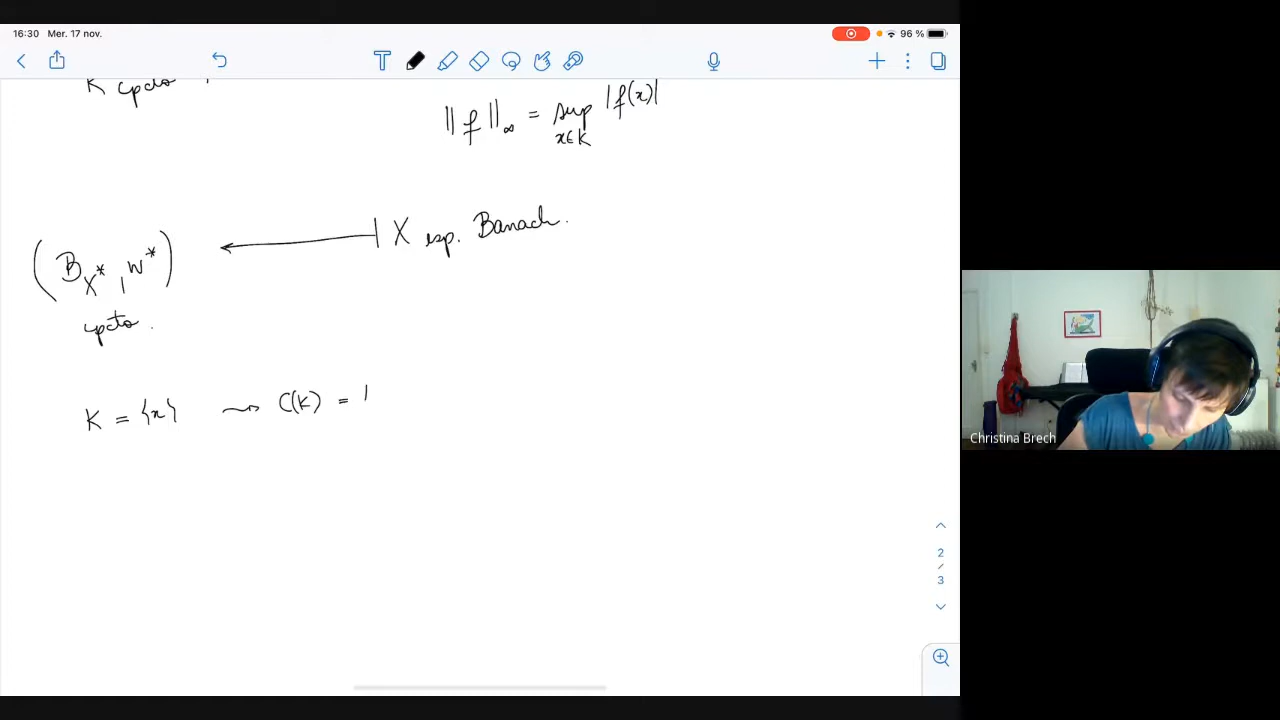 16:30 Mer. 17 nov. 96 %
K cpcto
‖f‖∞ = sup |f(x)|
x∈K
(B_X*, w*) ⟵| X esp. Banach.
cpcto.
K = {x} ⇝ C(K) = |
Christina Brech
2
/
3